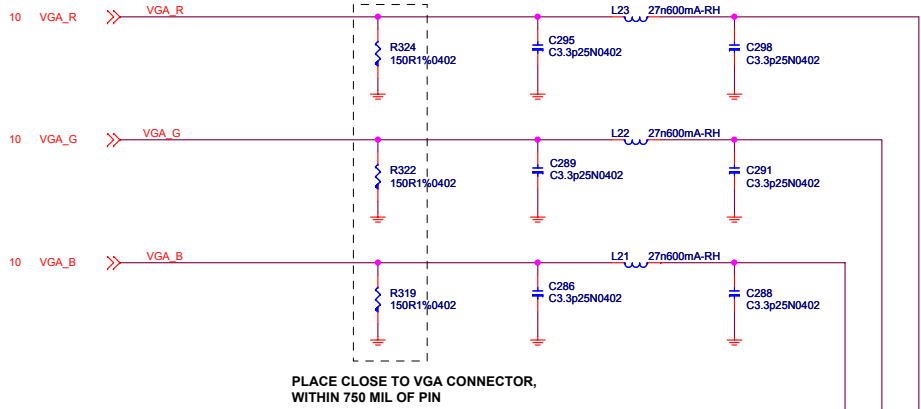 10 VGA_R VGA_R L23 27n600mA-RH
R324
150R1%0402
C295
C3.3p25N0402
C298
C3.3p25N0402
10 VGA_G VGA_G L22 27n600mA-RH
R322
150R1%0402
C289
C3.3p25N0402
C291
C3.3p25N0402
10 VGA_B VGA_B L21 27n600mA-RH
R319
150R1%0402
C286
C3.3p25N0402
C288
C3.3p25N0402
PLACE CLOSE TO VGA CONNECTOR,
WITHIN 750 MIL OF PIN